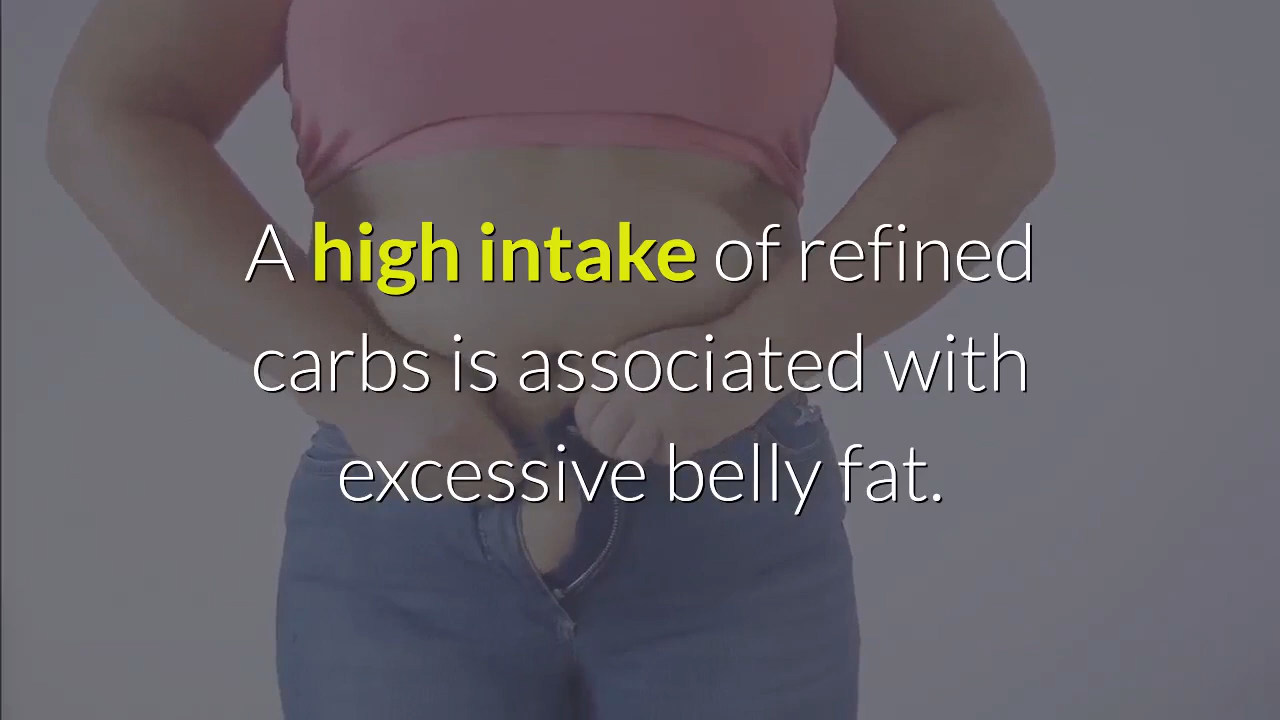 A high intake of refined
carbs is associated with
excessive belly fat.